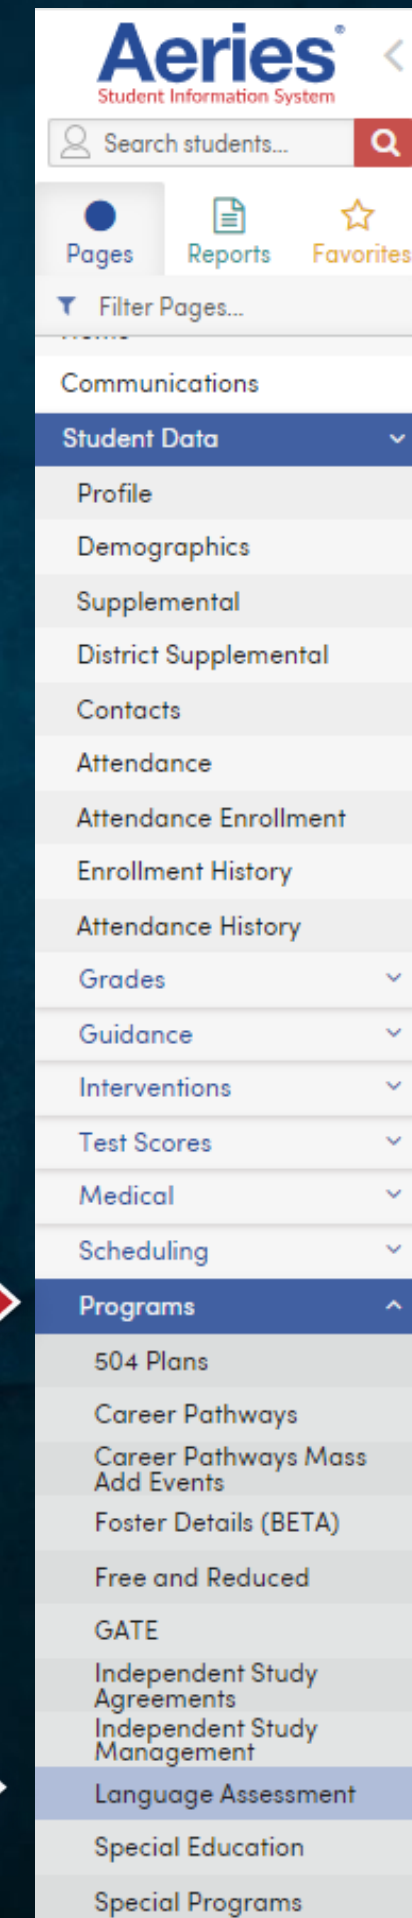 Aeries
Student Information System
Search students...
Pages Reports Favorites
Filter Pages...
Communications
Student Data
Profile
Demographics
Supplemental
District Supplemental
Contacts
Attendance
Attendance Enrollment
Enrollment History
Attendance History
Grades
Guidance
Interventions
Test Scores
Medical
Scheduling
Programs
504 Plans
Career Pathways
Career Pathways Mass
Add Events
Foster Details (BETA)
Free and Reduced
GATE
Independent Study
Agreements
Independent Study
Management
Language Assessment
Special Education
Special Programs